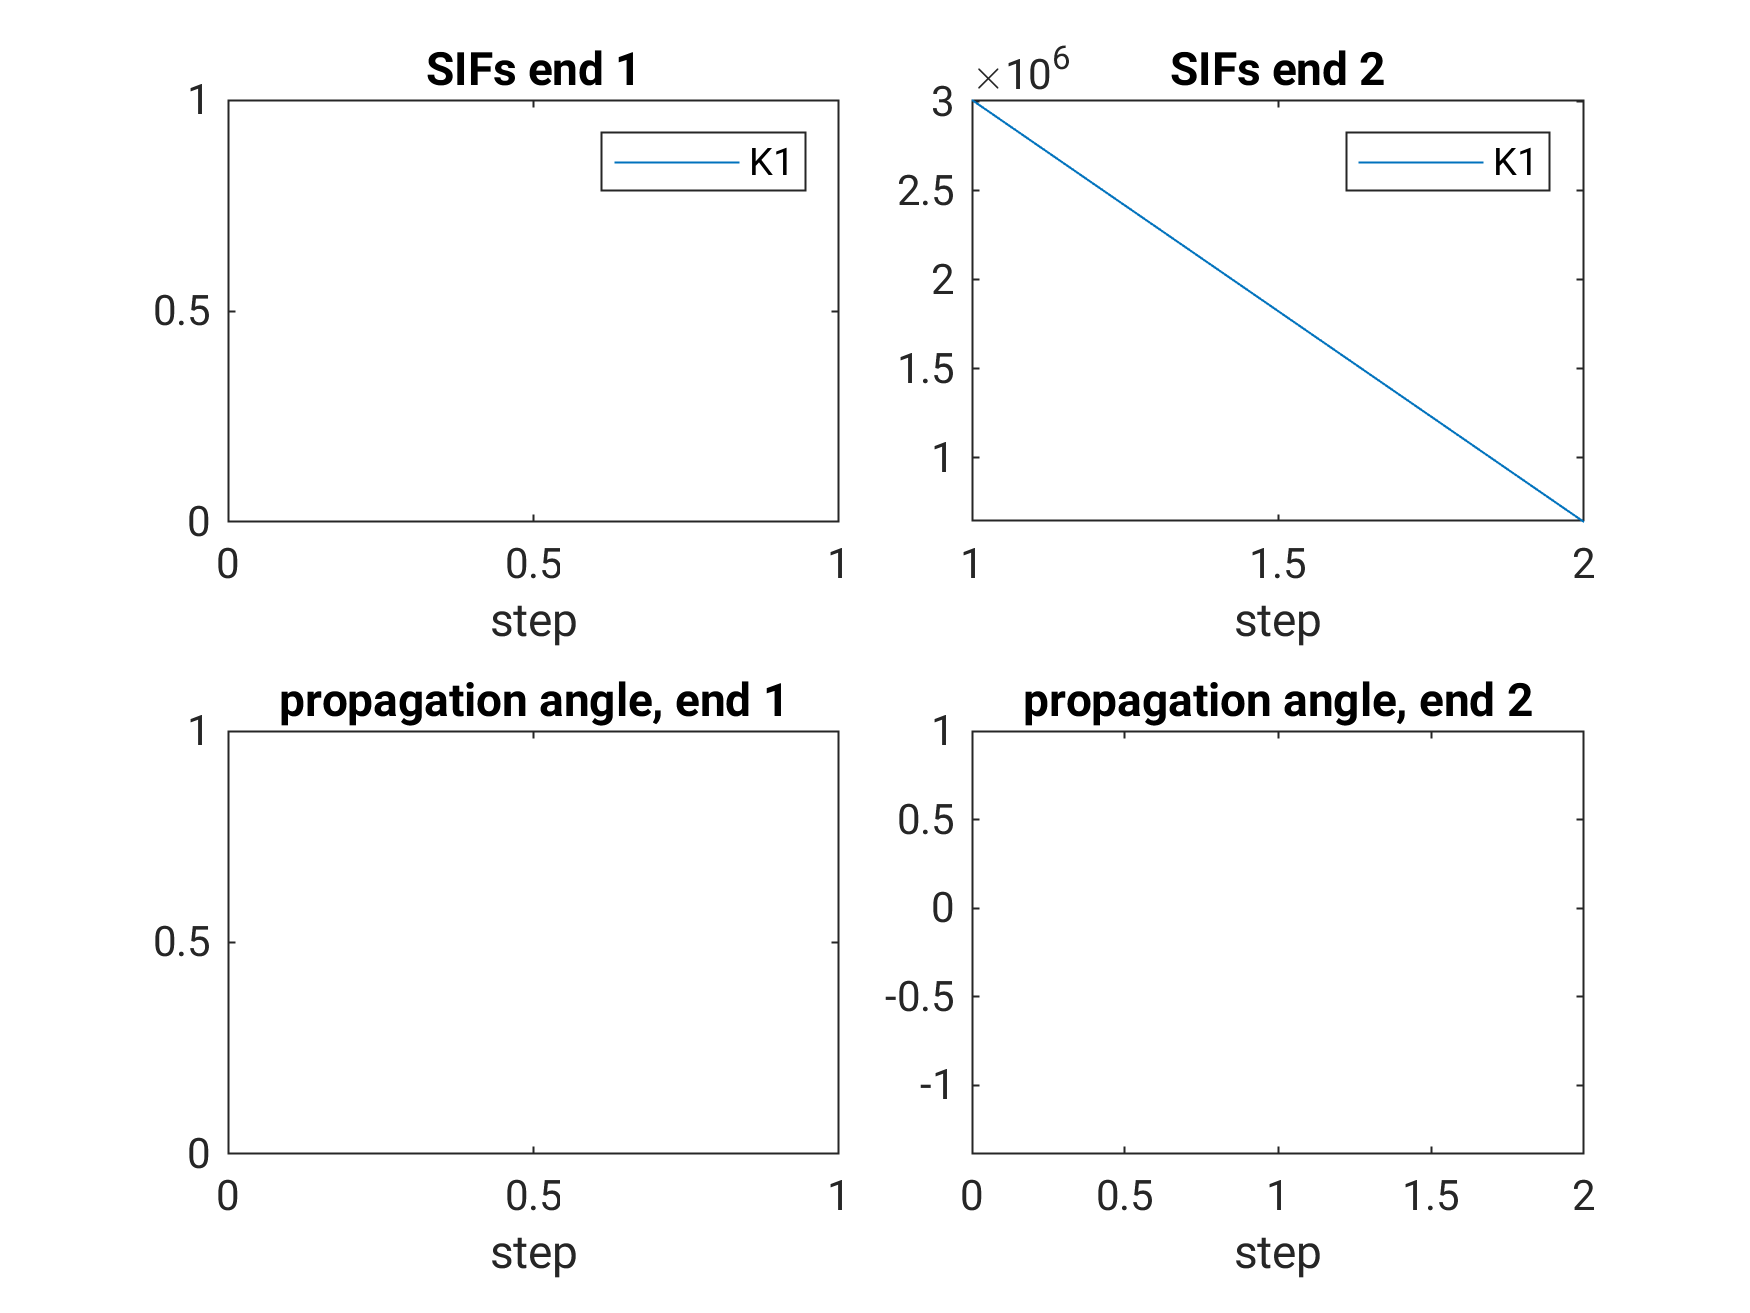 SIFs end 1
1
0.5
0
0 0.5 1
step
K1
×10^6
SIFs end 2
3
2.5
2
1.5
1
1 1.5 2
step
K1
propagation angle, end 1
1
0.5
0
0 0.5 1
step
propagation angle, end 2
1
0.5
0
-0.5
-1
0 0.5 1 1.5 2
step